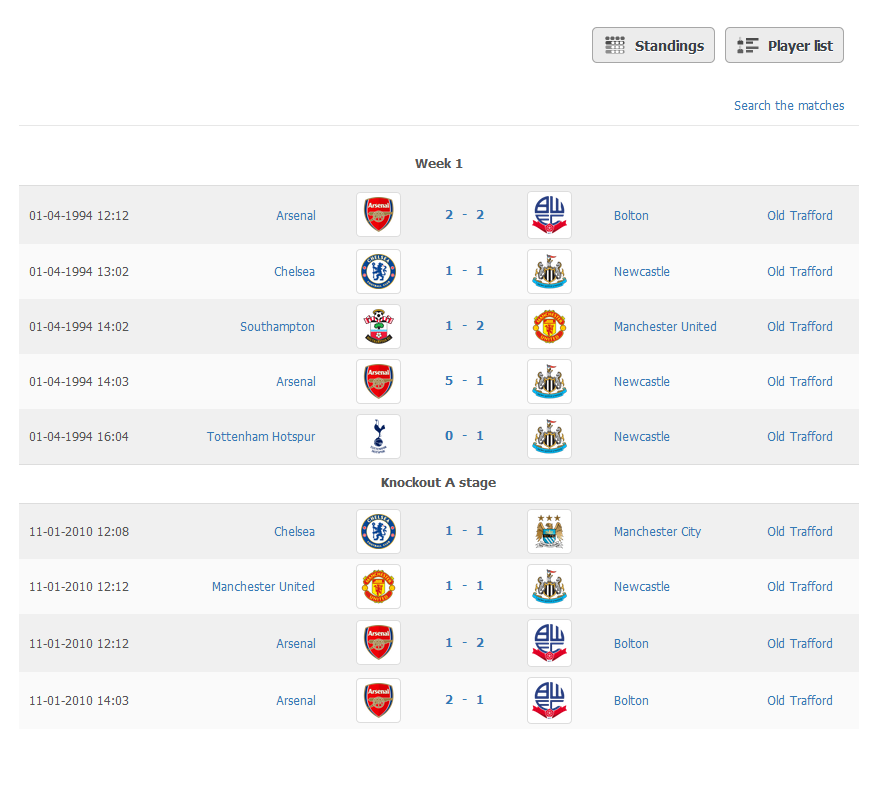 Standings Player list
Search the matches
Week 1
01-04-1994 12:12 Arsenal 2 - 2 Bolton Old Trafford
01-04-1994 13:02 Chelsea 1 - 1 Newcastle Old Trafford
01-04-1994 14:02 Southampton 1 - 2 Manchester United Old Trafford
01-04-1994 14:03 Arsenal 5 - 1 Newcastle Old Trafford
01-04-1994 16:04 Tottenham Hotspur 0 - 1 Newcastle Old Trafford
Knockout A stage
11-01-2010 12:08 Chelsea 1 - 1 Manchester City Old Trafford
11-01-2010 12:12 Manchester United 1 - 1 Newcastle Old Trafford
11-01-2010 12:12 Arsenal 1 - 2 Bolton Old Trafford
11-01-2010 14:03 Arsenal 2 - 1 Bolton Old Trafford